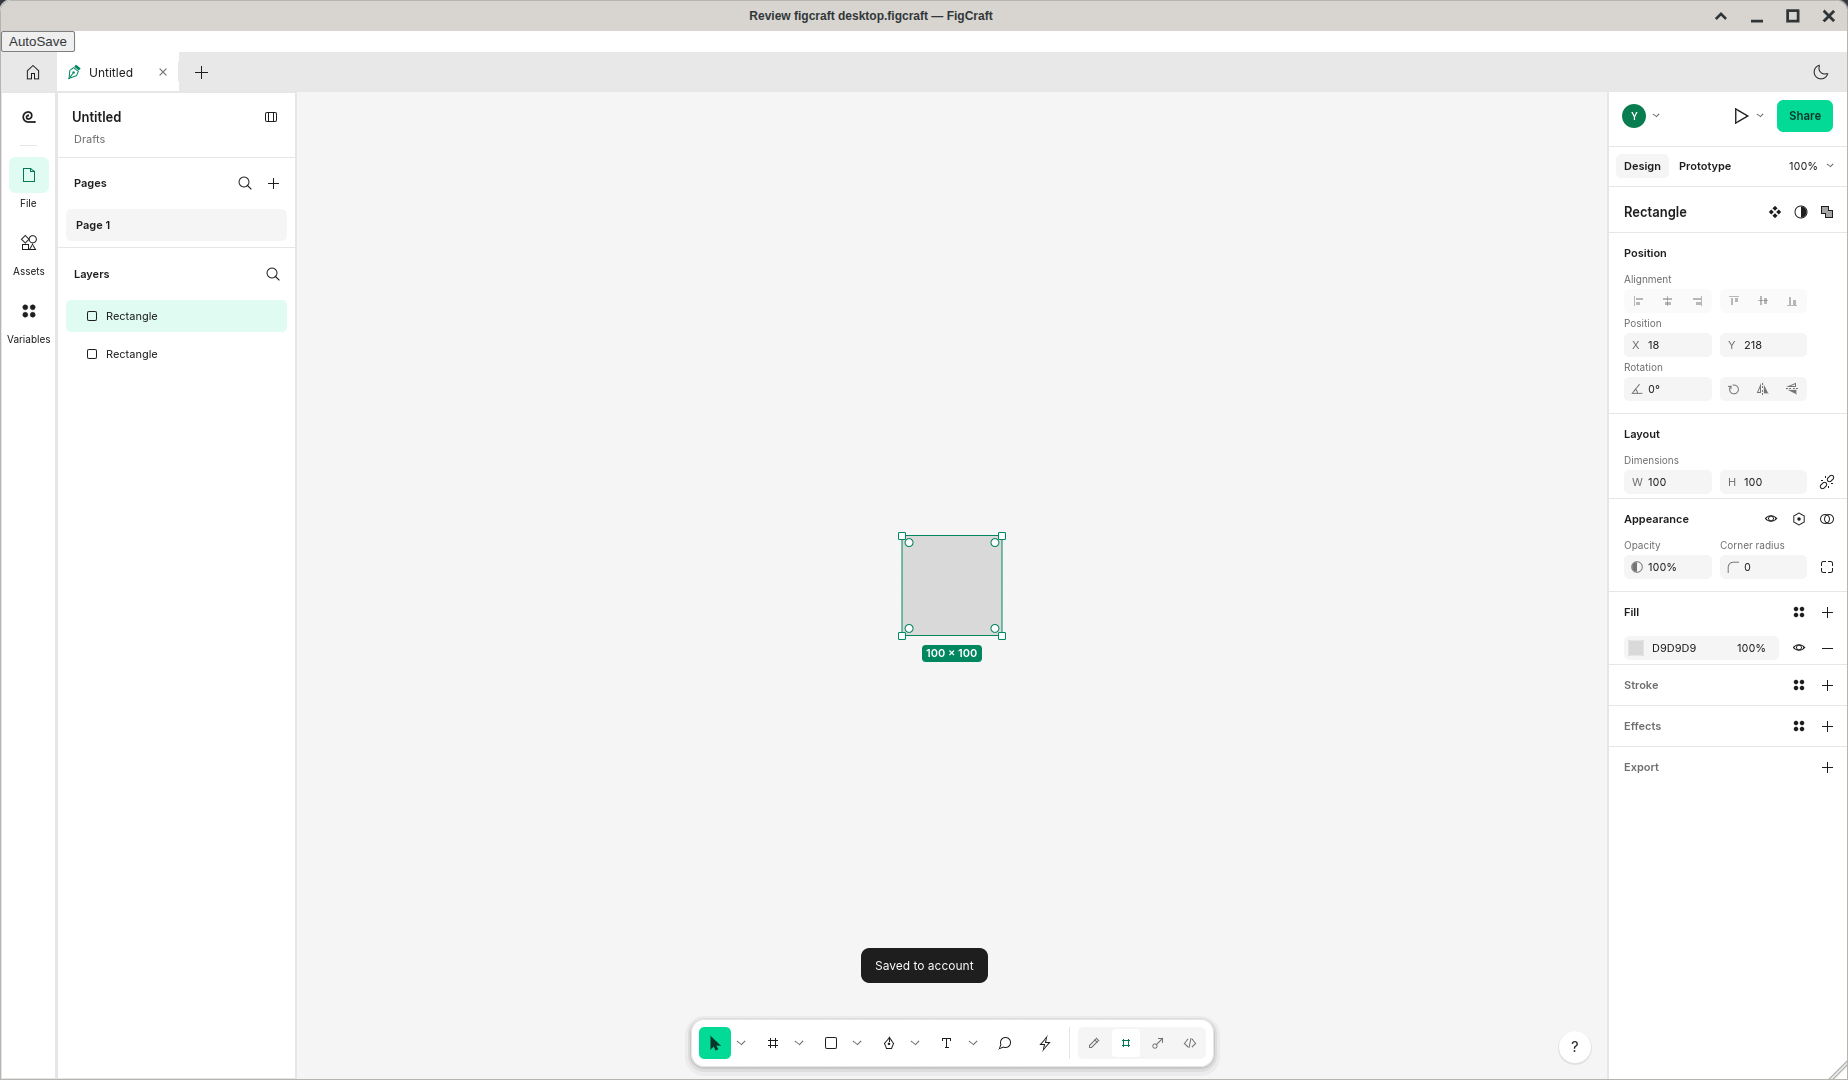 Review figcraft desktop.figcraft — FigCraft
AutoSave
Untitled
Untitled
Drafts
File
Assets
Variables
Pages
Page 1
Layers
Rectangle
Rectangle
100 × 100
Saved to account
T
?
Y
Share
Design
Prototype
100%
Rectangle
Position
Alignment
Position
X 18
Y 218
Rotation
0°
Layout
Dimensions
W 100
H 100
Appearance
Opacity
Corner radius
100%
0
Fill
D9D9D9
100%
Stroke
Effects
Export